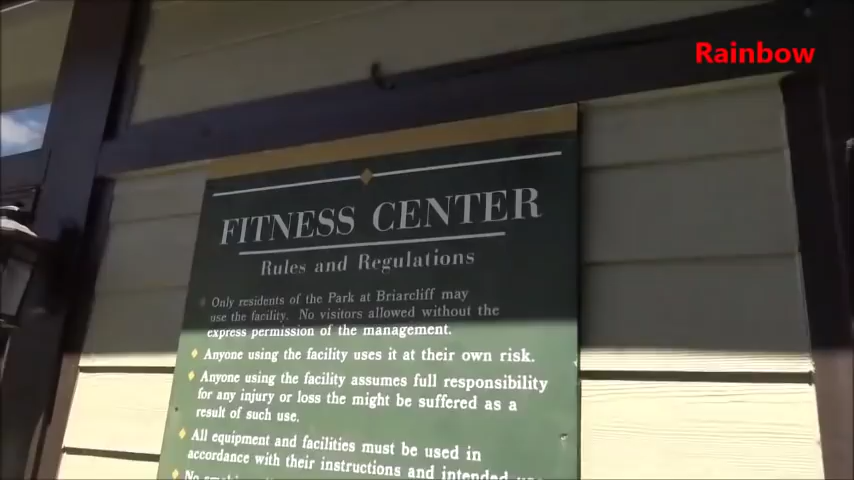 Rainbow
FITNESS CENTER
Rules and Regulations
Only residents of the Park at Briarcliff may
use the facility. No visitors allowed without the
express permission of the management.
Anyone using the facility uses it at their own risk.
Anyone using the facility assumes full responsibility
for any injury or loss the might be suffered as a
result of such use.
All equipment and facilities must be used in
accordance with their instructions and intended use